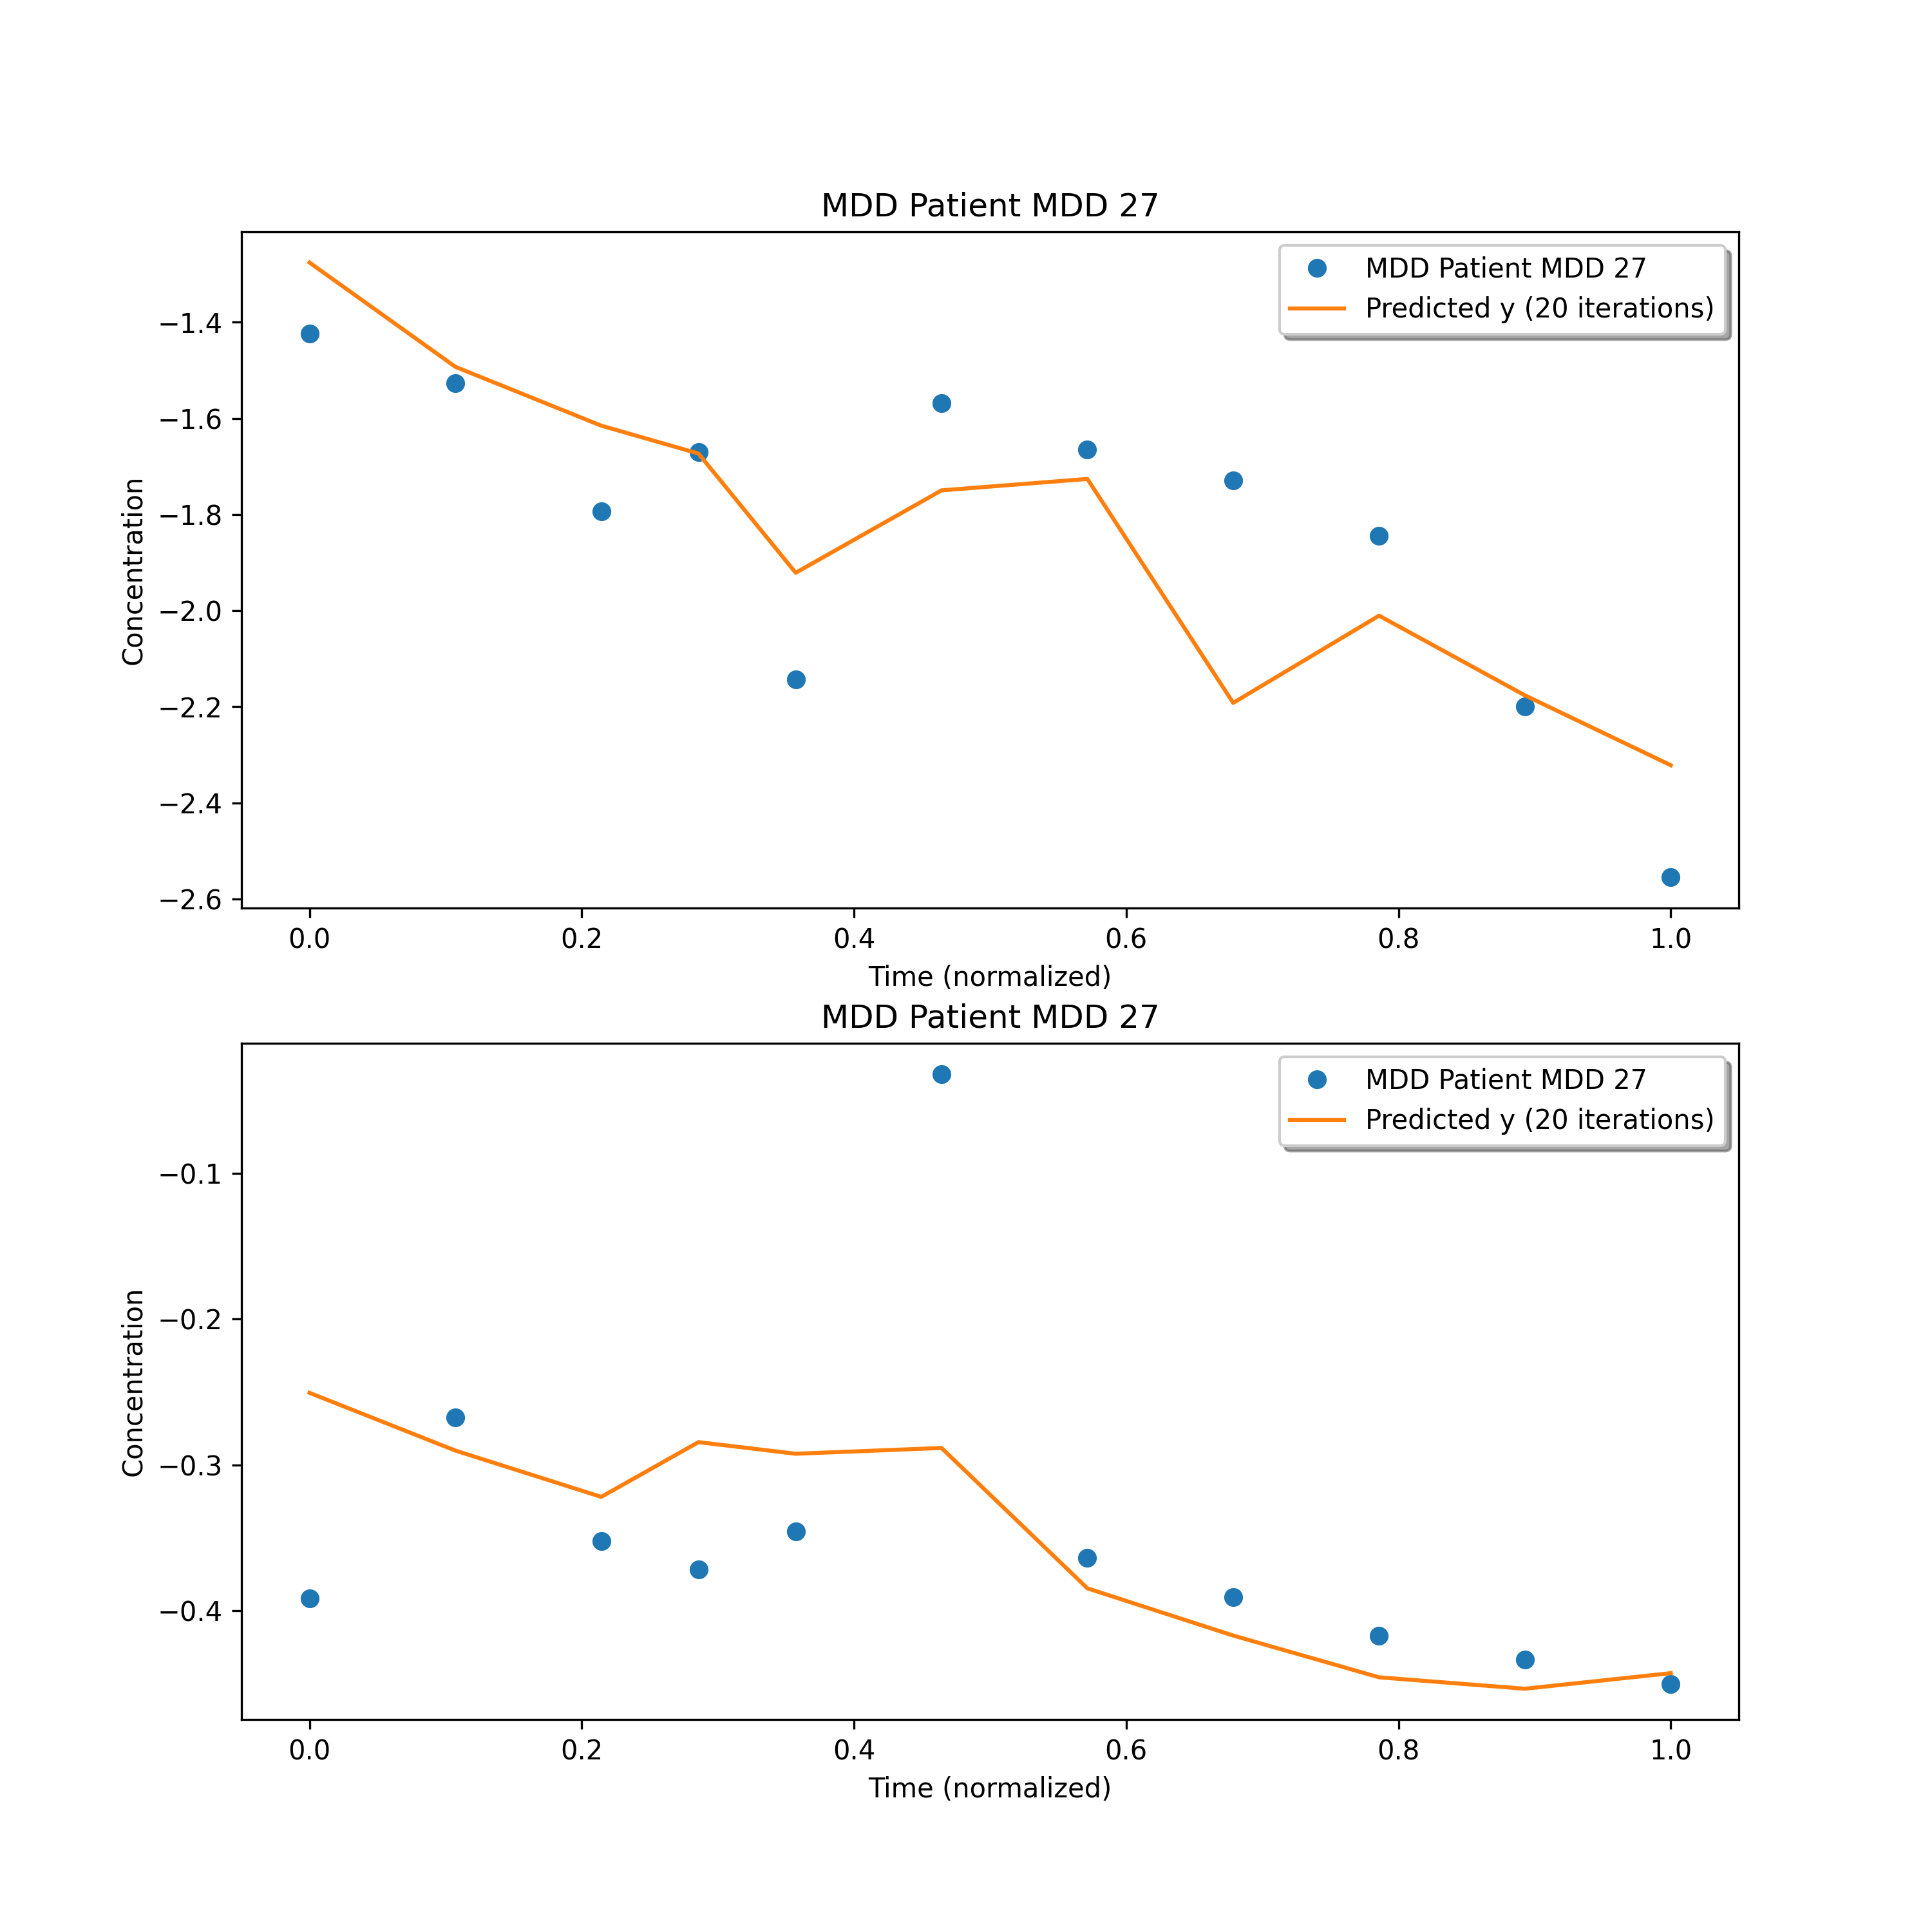 MDD Patient MDD 27
MDD Patient MDD 27
Predicted y (20 iterations)
−1.4
−1.6
−1.8
−2.0
−2.2
−2.4
−2.6
Concentration
0.0 0.2 0.4 0.6 0.8 1.0
Time (normalized)
MDD Patient MDD 27
MDD Patient MDD 27
Predicted y (20 iterations)
−0.1
−0.2
−0.3
−0.4
Concentration
0.0 0.2 0.4 0.6 0.8 1.0
Time (normalized)